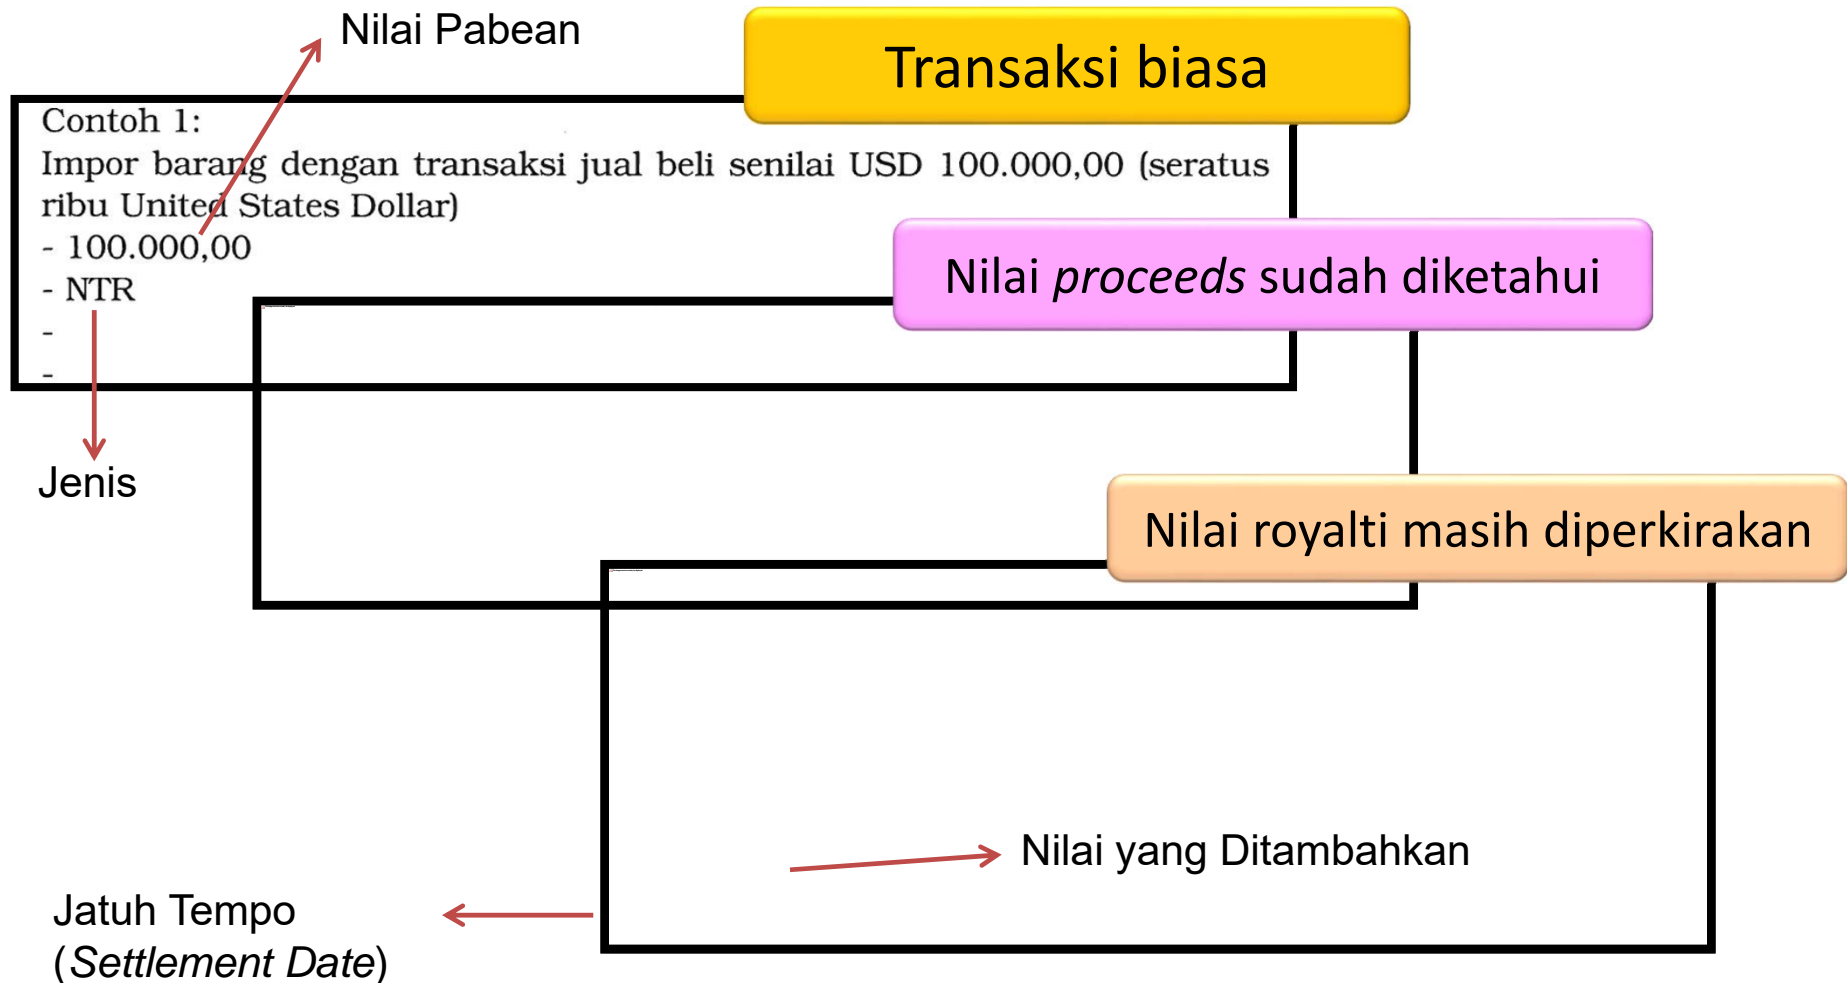 Nilai Pabean
Transaksi biasa
Contoh 1:
Impor barang dengan transaksi jual beli senilai USD 100.000,00 (seratus
ribu United States Dollar)
- 100.000,00
- NTR
-
-
Nilai proceeds sudah diketahui
Jenis
Nilai royalti masih diperkirakan
Nilai yang Ditambahkan
Jatuh Tempo
(Settlement Date)